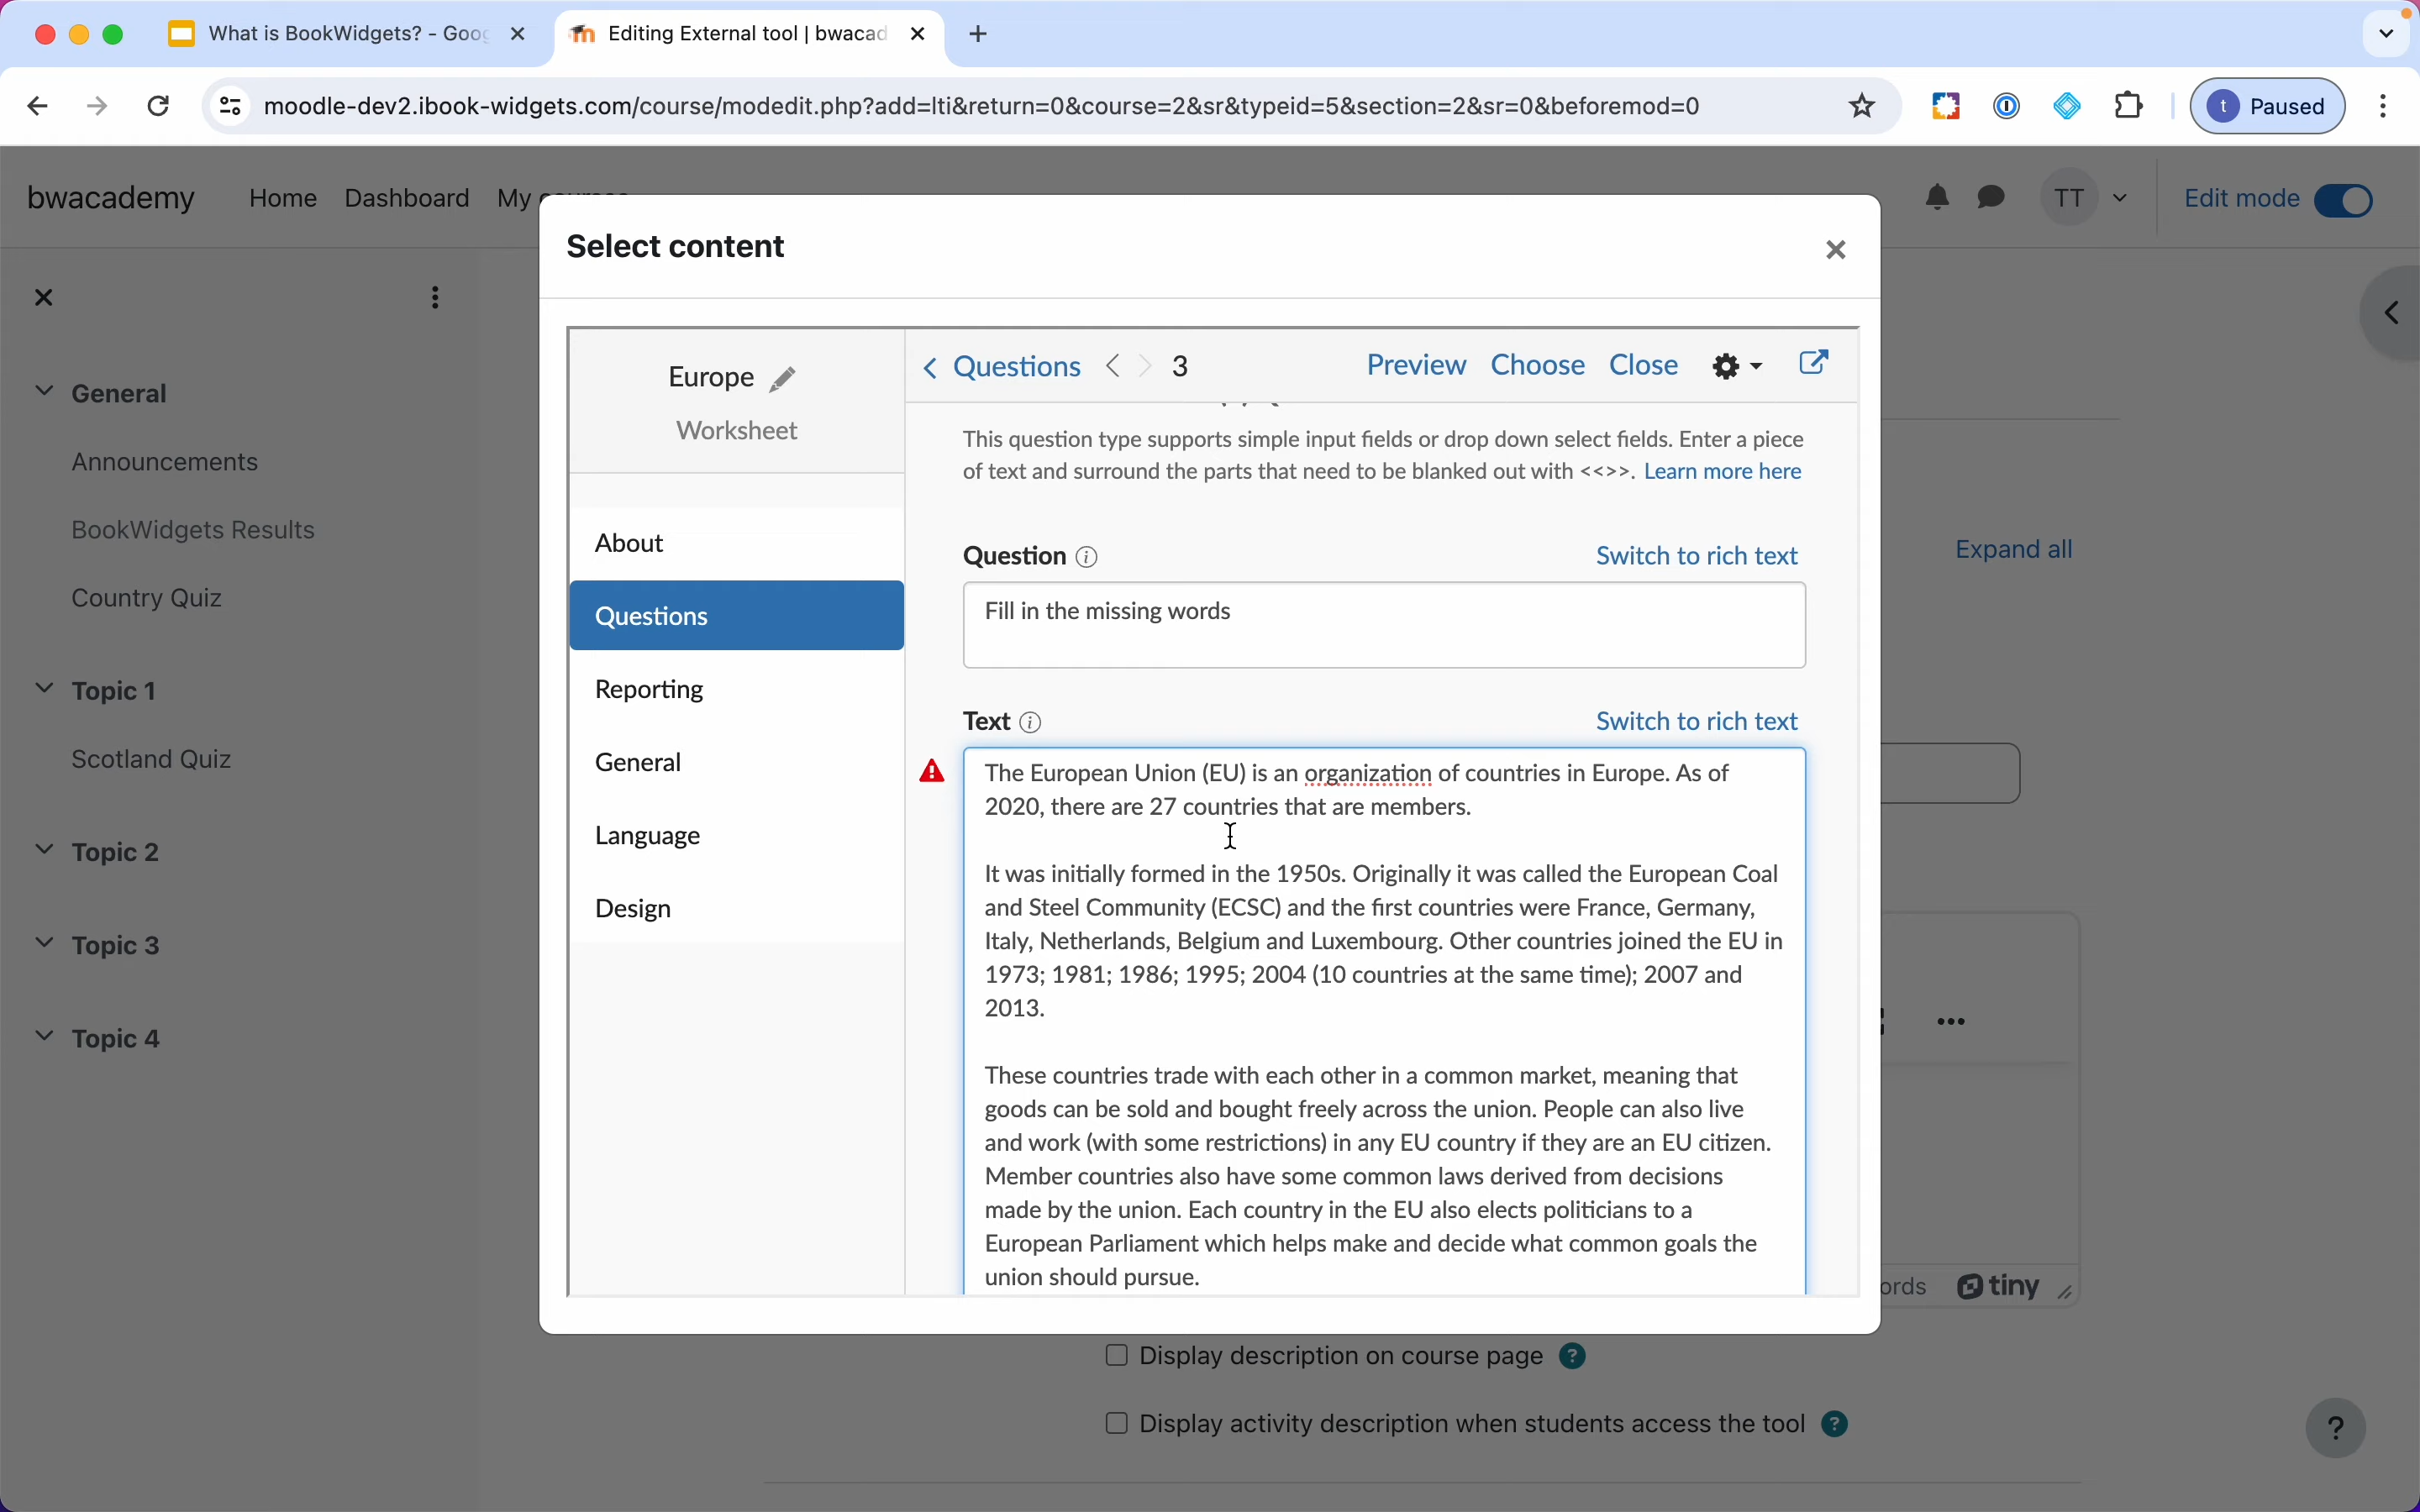 What is BookWidgets? - Goog
Editing External tool | bwacad
moodle-dev2.ibook-widgets.com/course/modedit.php?add=lti&return=0&course=2&sr&typeid=5&section=2&sr=0&beforemod=0
t Paused
bwacademy
Home
Dashboard
My
TT
Edit mode
General
Announcements
BookWidgets Results
Country Quiz
Topic 1
Scotland Quiz
Topic 2
Topic 3
Topic 4
Select content
Europe
Worksheet
About
Questions
Reporting
General
Language
Design
Questions
3
Preview
Choose
Close
This question type supports simple input fields or drop down select fields. Enter a piece
of text and surround the parts that need to be blanked out with <<>>. Learn more here
Question
Switch to rich text
Fill in the missing words
Text
Switch to rich text
The European Union (EU) is an organization of countries in Europe. As of
2020, there are 27 countries that are members.
It was initially formed in the 1950s. Originally it was called the European Coal
and Steel Community (ECSC) and the first countries were France, Germany,
Italy, Netherlands, Belgium and Luxembourg. Other countries joined the EU in
1973; 1981; 1986; 1995; 2004 (10 countries at the same time); 2007 and
2013.
These countries trade with each other in a common market, meaning that
goods can be sold and bought freely across the union. People can also live
and work (with some restrictions) in any EU country if they are an EU citizen.
Member countries also have some common laws derived from decisions
made by the union. Each country in the EU also elects politicians to a
European Parliament which helps make and decide what common goals the
union should pursue.
Expand all
ords
tiny
Display description on course page ?
Display activity description when students access the tool ?
?